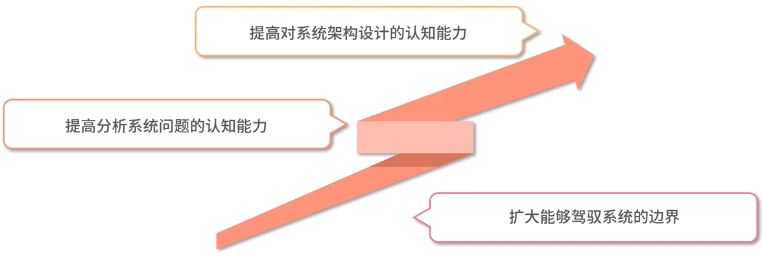 提高对系统架构设计的认知能力
提高分析系统问题的认知能力
扩大能够驾驭系统的边界